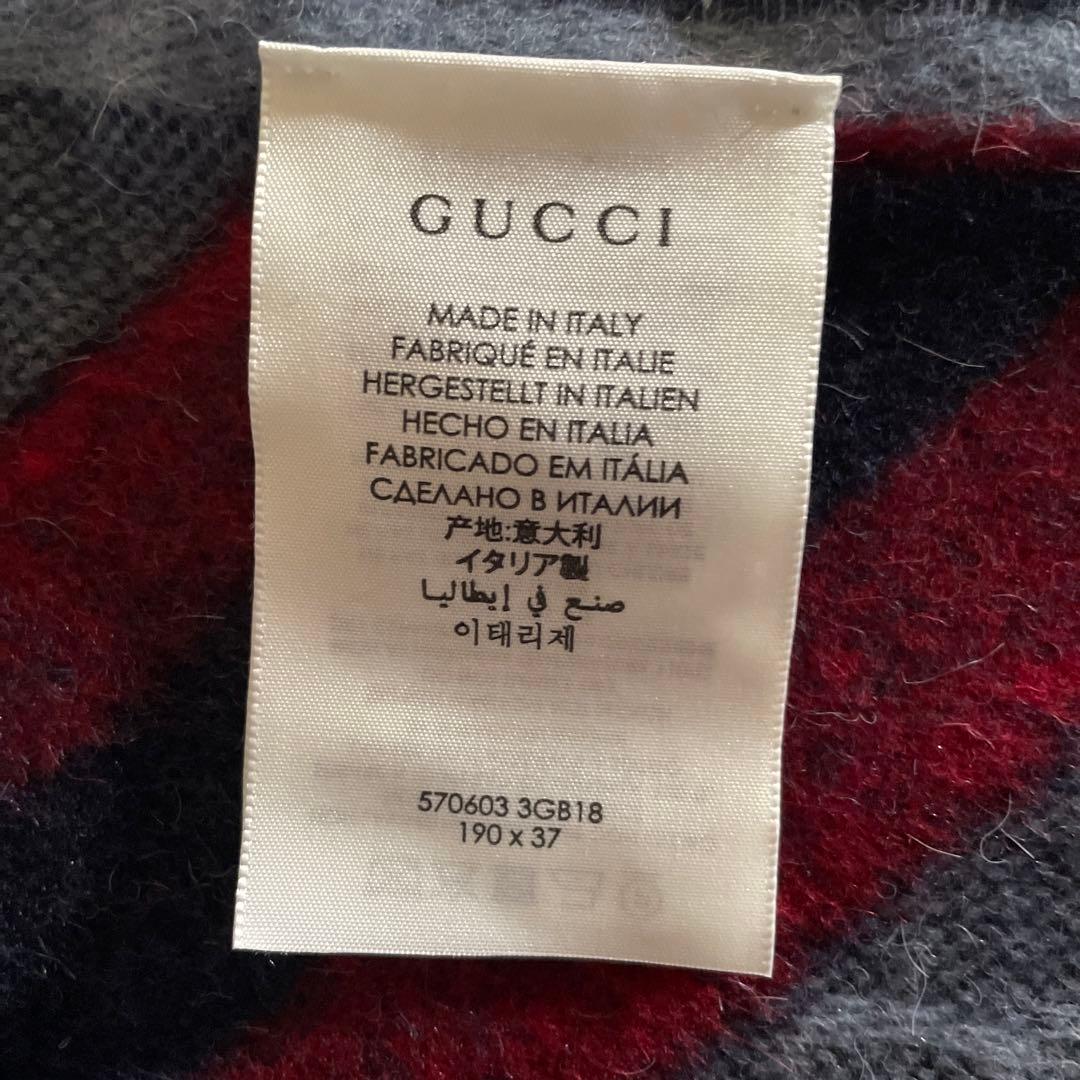 GUCCI
MADE IN ITALY
FABRIQUÉ EN ITALIE
HERGESTELLT IN ITALIEN
HECHO EN ITALIA
FABRICADO EM ITÁLIA
СДЕЛАНО В ИТАЛИИ
产地:意大利
イタリア製
صنع في إيطاليا
이태리제
570603 3GB18
190 x 37